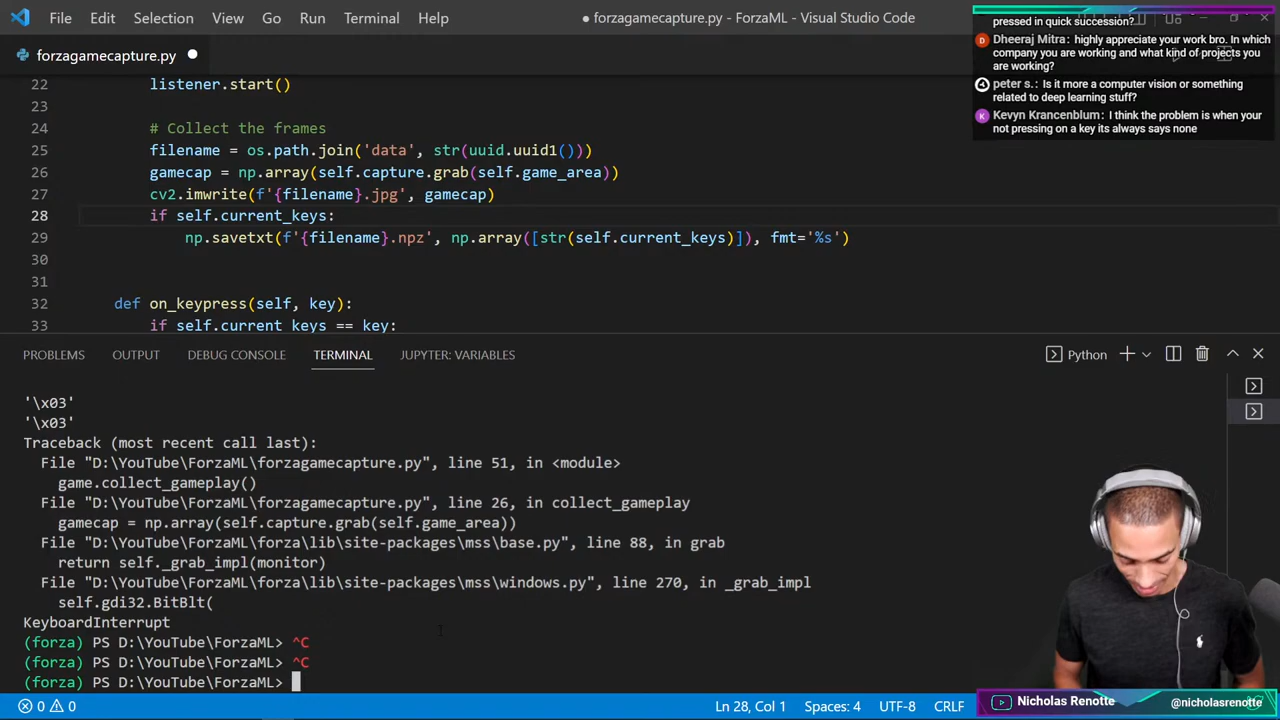 File Edit Selection View Go Run Terminal Help
● forzagamecapture.py - ForzaML - Visual Studio Code
forzagamecapture.py ●
pressed in quick succession?
Dheeraj Mitra: highly appreciate your work bro. In which
company you are working and what kind of projects you
are working?
peter s.: Is it more a computer vision or something
related to deep learning stuff?
Kevyn Krancenblum: I think the problem is when your
not pressing on a key its always says none
22 listener.start()
23
24 # Collect the frames
25 filename = os.path.join('data', str(uuid.uuid1()))
26 gamecap = np.array(self.capture.grab(self.game_area))
27 cv2.imwrite(f'{filename}.jpg', gamecap)
28 if self.current_keys:
29 np.savetxt(f'{filename}.npz', np.array([str(self.current_keys)]), fmt='%s')
30
31
32 def on_keypress(self, key):
33 if self.current_keys == key:
PROBLEMS OUTPUT DEBUG CONSOLE TERMINAL JUPYTER: VARIABLES
Python
'\x03'
'\x03'
Traceback (most recent call last):
File "D:\YouTube\ForzaML\forzagamecapture.py", line 51, in <module>
game.collect_gameplay()
File "D:\YouTube\ForzaML\forzagamecapture.py", line 26, in collect_gameplay
gamecap = np.array(self.capture.grab(self.game_area))
File "D:\YouTube\ForzaML\forza\lib\site-packages\mss\base.py", line 88, in grab
return self._grab_impl(monitor)
File "D:\YouTube\ForzaML\forza\lib\site-packages\mss\windows.py", line 270, in _grab_impl
self.gdi32.BitBlt(
KeyboardInterrupt
(forza) PS D:\YouTube\ForzaML> ^C
(forza) PS D:\YouTube\ForzaML> ^C
(forza) PS D:\YouTube\ForzaML>
0 0
Ln 28, Col 1 Spaces: 4 UTF-8 CRLF
Nicholas Renotte @nicholasrenotte